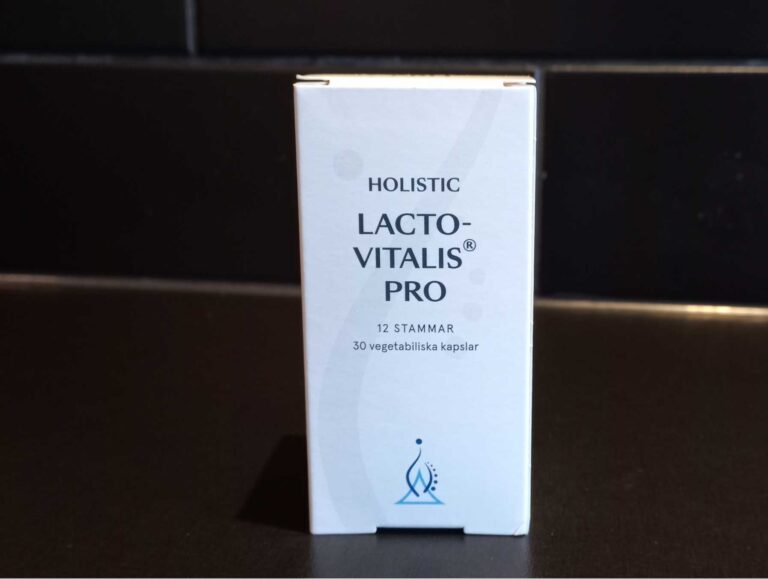 HOLISTIC
LACTO-
VITALIS®
PRO
12 STAMMAR
30 vegetabiliska kapslar